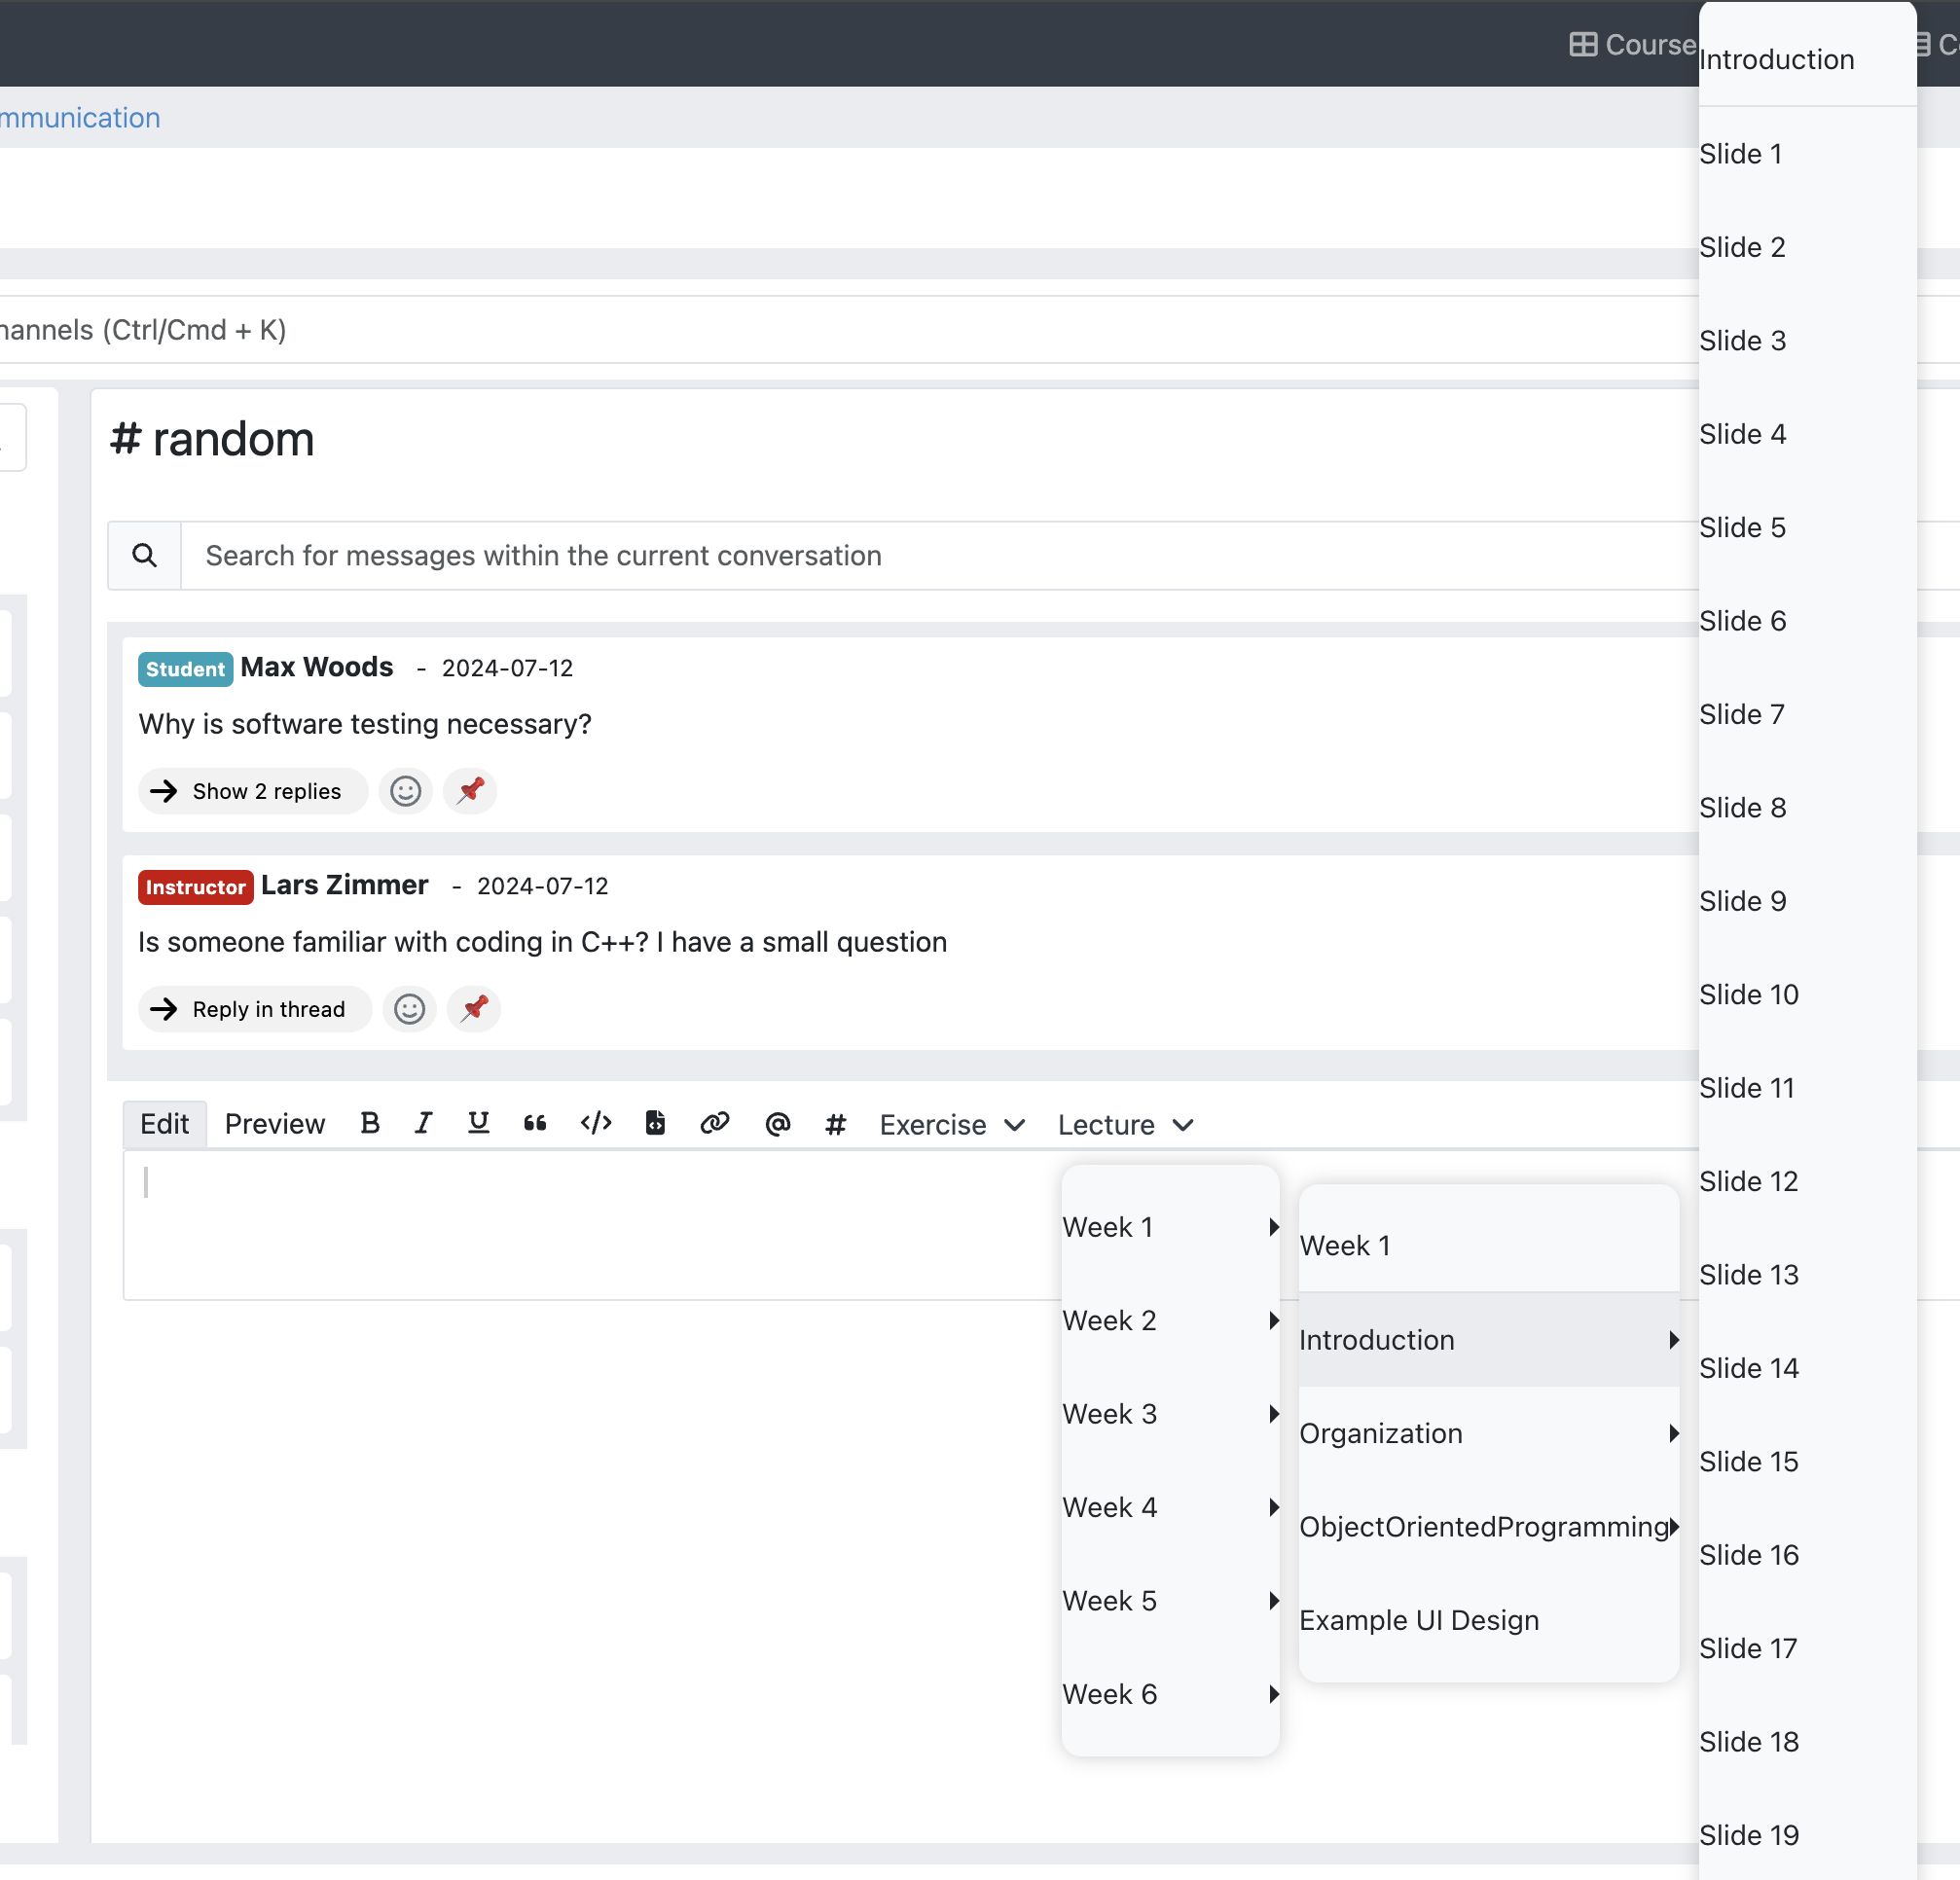 Course
mmunication
hannels (Ctrl/Cmd + K)
# random
Search for messages within the current conversation
Student Max Woods - 2024-07-12
Why is software testing necessary?
Show 2 replies
Instructor Lars Zimmer - 2024-07-12
Is someone familiar with coding in C++? I have a small question
Reply in thread
Edit Preview B I U @ # Exercise Lecture
Week 1
Week 2
Week 3
Week 4
Week 5
Week 6
Week 1
Introduction
Organization
ObjectOrientedProgramming
Example UI Design
Introduction
Slide 1
Slide 2
Slide 3
Slide 4
Slide 5
Slide 6
Slide 7
Slide 8
Slide 9
Slide 10
Slide 11
Slide 12
Slide 13
Slide 14
Slide 15
Slide 16
Slide 17
Slide 18
Slide 19